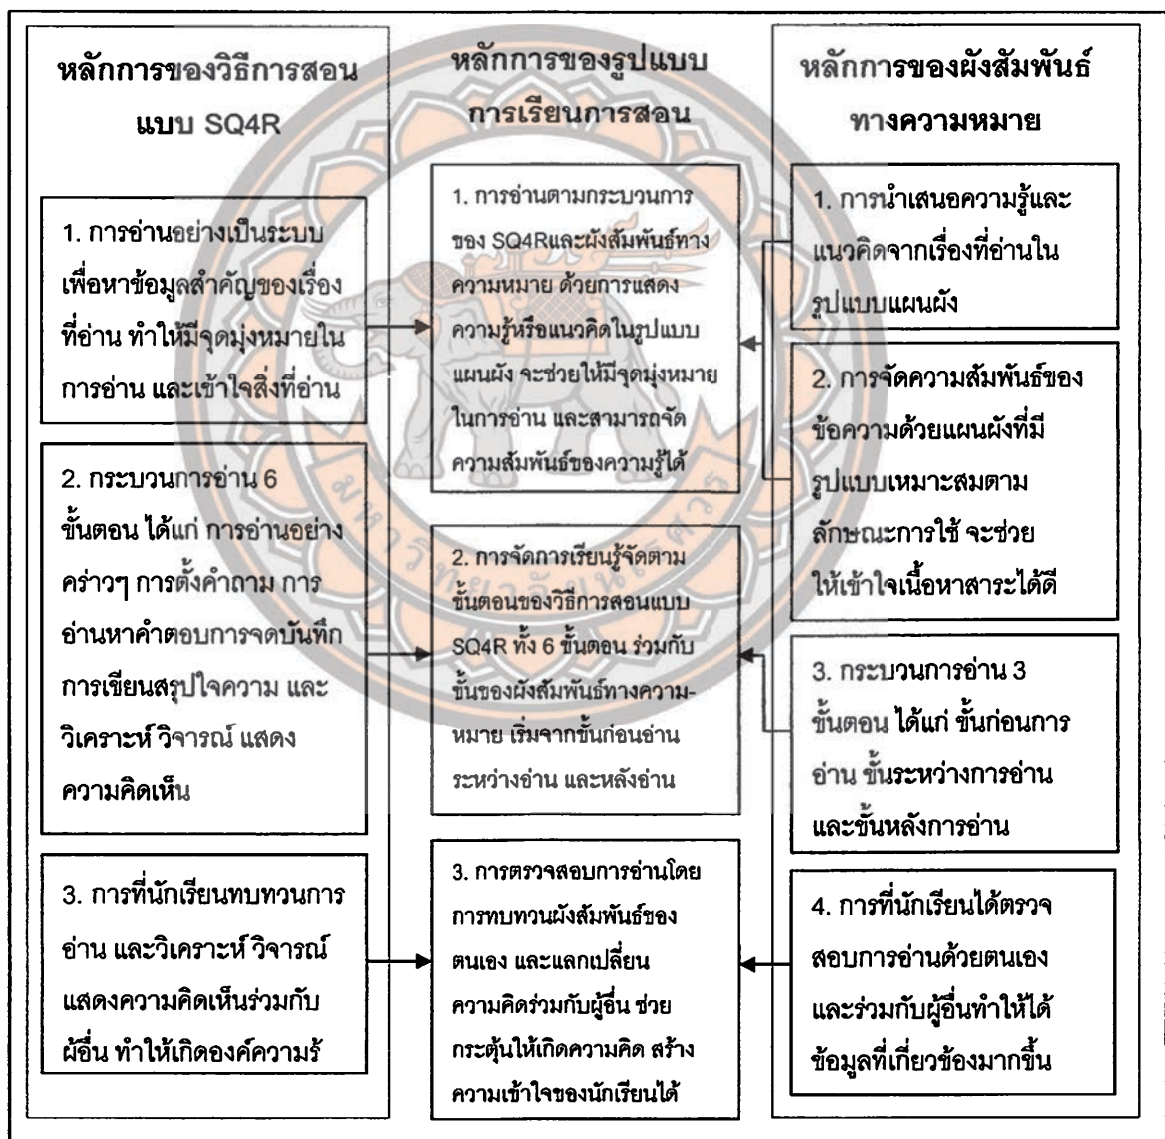 หลักการของวิธีการสอน
แบบ SQ4R
1. การอ่านอย่างเป็นระบบ
เพื่อหาข้อมูลสำคัญของเรื่อง
ที่อ่าน ทำให้มีจุดมุ่งหมายใน
การอ่าน และเข้าใจสิ่งที่อ่าน
2. กระบวนการอ่าน 6
ขั้นตอน ได้แก่ การอ่านอย่าง
คร่าวๆ การตั้งคำถาม การ
อ่านหาคำตอบการจดบันทึก
การเขียนสรุปใจความ และ
วิเคราะห์ วิจารณ์ แสดง
ความคิดเห็น
3. การที่นักเรียนทบทวนการ
อ่าน และวิเคราะห์ วิจารณ์
แสดงความคิดเห็นร่วมกับ
ผู้อื่น ทำให้เกิดองค์ความรู้
หลักการของรูปแบบ
การเรียนการสอน
1. การอ่านตามกระบวนการ
ของ SQ4Rและผังสัมพันธ์ทาง
ความหมาย ด้วยการแสดง
ความรู้หรือแนวคิดในรูปแบบ
แผนผัง จะช่วยให้มีจุดมุ่งหมาย
ในการอ่าน และสามารถจัด
ความสัมพันธ์ของความรู้ได้
2. การจัดการเรียนรู้จัดตาม
ขั้นตอนของวิธีการสอนแบบ
SQ4R ทั้ง 6 ขั้นตอน ร่วมกับ
ขั้นของผังสัมพันธ์ทางความ-
หมาย เริ่มจากขั้นก่อนอ่าน
ระหว่างอ่าน และหลังอ่าน
3. การตรวจสอบการอ่านโดย
การทบทวนผังสัมพันธ์ของ
ตนเอง และแลกเปลี่ยน
ความคิดร่วมกับผู้อื่น ช่วย
กระตุ้นให้เกิดความคิด สร้าง
ความเข้าใจของนักเรียนได้
หลักการของผังสัมพันธ์
ทางความหมาย
1. การนำเสนอความรู้และ
แนวคิดจากเรื่องที่อ่านใน
รูปแบบแผนผัง
2. การจัดความสัมพันธ์ของ
ข้อความด้วยแผนผังที่มี
รูปแบบเหมาะสมตาม
ลักษณะการใช้ จะช่วย
ให้เข้าใจเนื้อหาสาระได้ดี
3. กระบวนการอ่าน 3
ขั้นตอน ได้แก่ ขั้นก่อนการ
อ่าน ขั้นระหว่างการอ่าน
และขั้นหลังการอ่าน
4. การที่นักเรียนได้ตรวจ
สอบการอ่านด้วยตนเอง
และร่วมกับผู้อื่นทำให้ได้
ข้อมูลที่เกี่ยวข้องมากขึ้น
มหาวิทยาลัยนเรศวร